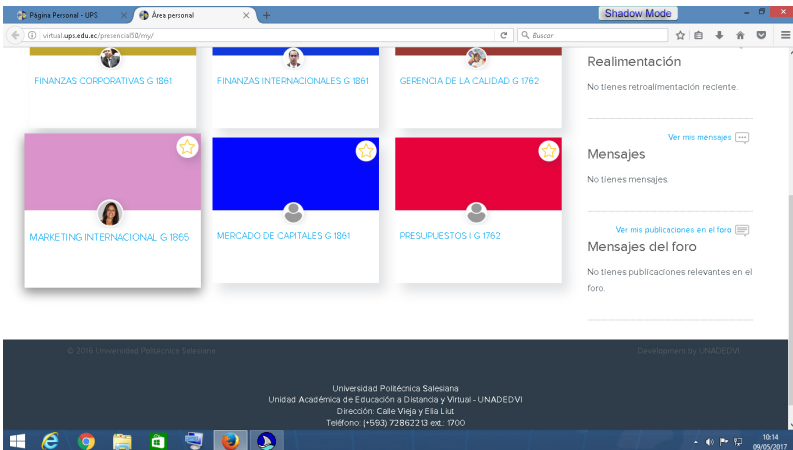 Página Personal - UPS
Área personal
Shadow Mode
virtual.ups.edu.ec/presencial50/my/
Buscar
FINANZAS CORPORATIVAS G 1861
FINANZAS INTERNACIONALES G 1861
GERENCIA DE LA CALIDAD G 1762
Realimentación
No tienes retroalimentación reciente.
Ver mis mensajes
Mensajes
No tienes mensajes.
MARKETING INTERNACIONAL G 1865
MERCADO DE CAPITALES G 1861
PRESUPUESTOS I G 1762
Ver mis publicaciones en el foro
Mensajes del foro
No tienes publicaciones relevantes en el
foro.
© 2016 Universidad Politécnica Salesiana
Development by UNADEDVI
Universidad Politécnica Salesiana
Unidad Académica de Educación a Distancia y Virtual - UNADEDVI
Dirección: Calle Vieja y Elia Liut
Teléfono: (+593) 72862213 ext.: 1700
10:14
09/05/2017